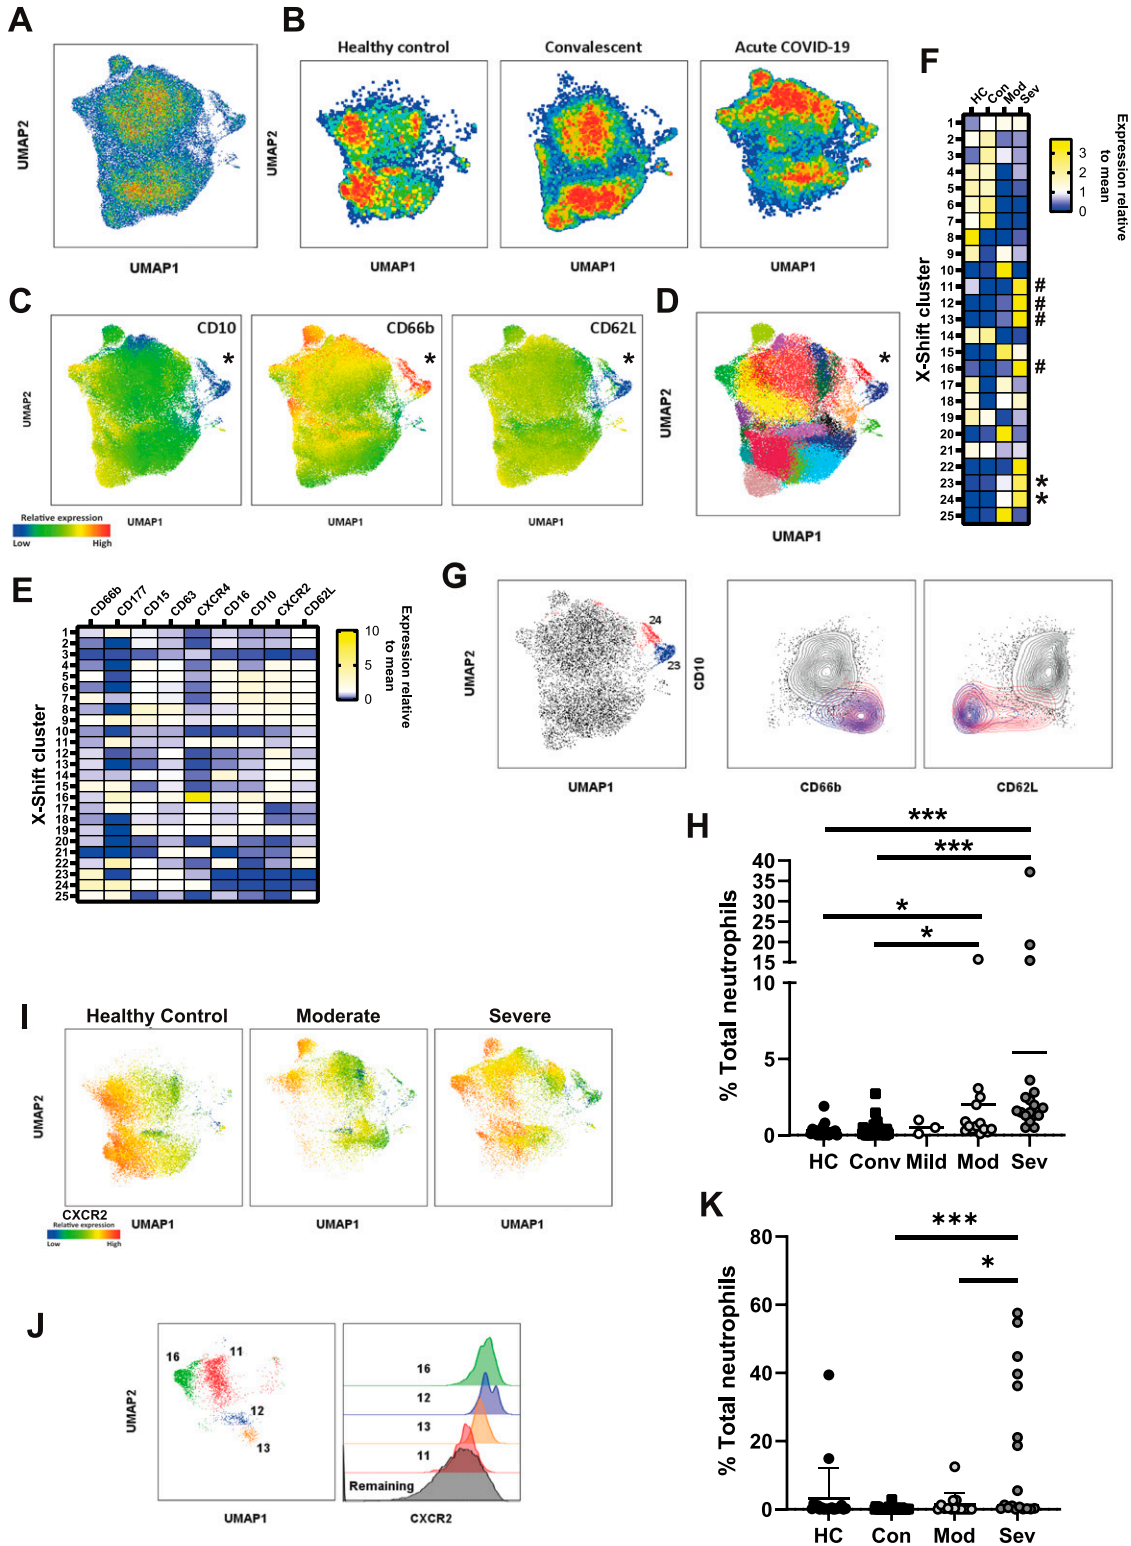 A
UMAP2
UMAP1
B
Healthy control
Convalescent
Acute COVID-19
UMAP2
UMAP1
UMAP1
UMAP1
C
CD10
*
CD66b
*
CD62L
*
UMAP2
UMAP1
UMAP1
UMAP1
Relative expression
Low
High
D
*
UMAP2
UMAP1
E
CD66b
CD177
CD15
CD63
CXCR4
CD16
CD10
CXCR2
CD62L
X-Shift cluster
1
2
3
4
5
6
7
8
9
10
11
12
13
14
15
16
17
18
19
20
21
22
23
24
25
10
5
0
Expression relative
to mean
F
HC
Con
Mod
Sev
X-Shift cluster
1
2
3
4
5
6
7
8
9
10
11 #
12 #
13 #
14
15
16 #
17
18
19
20
21
22
23 *
24 *
25
3
2
1
0
Expression relative
to mean
G
24
23
UMAP2
UMAP1
CD10
CD66b
CD62L
H
***
***
*
*
% Total neutrophils
40
35
30
25
20
15
10
5
0
HC Conv Mild Mod Sev
I
Healthy Control
Moderate
Severe
UMAP2
UMAP1
UMAP1
UMAP1
CXCR2
Relative expression
Low
High
J
16
11
12
13
UMAP2
UMAP1
16
12
13
11
Remaining
CXCR2
K
***
*
% Total neutrophils
80
60
40
20
0
HC Con Mod Sev